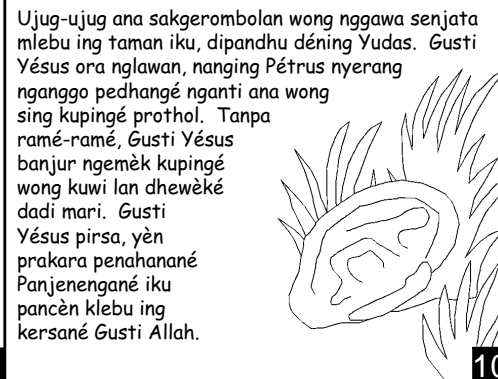 Ujug-ujug ana sakgerombolan wong nggawa senjata
mlebu ing taman iku, dipandhu déning Yudas.  Gusti
Yésus ora nglawan, nanging Pétrus nyerang
nganggo pedhangé nganti ana wong
sing kupingé prothol.  Tanpa
ramé-ramé, Gusti Yésus
banjur ngemèk kupingé
wong kuwi lan dhewèké
dadi mari.  Gusti
Yésus pirsa, yèn
prakara penahanané
Panjenengané iku
pancèn klebu ing
kersané Gusti Allah.